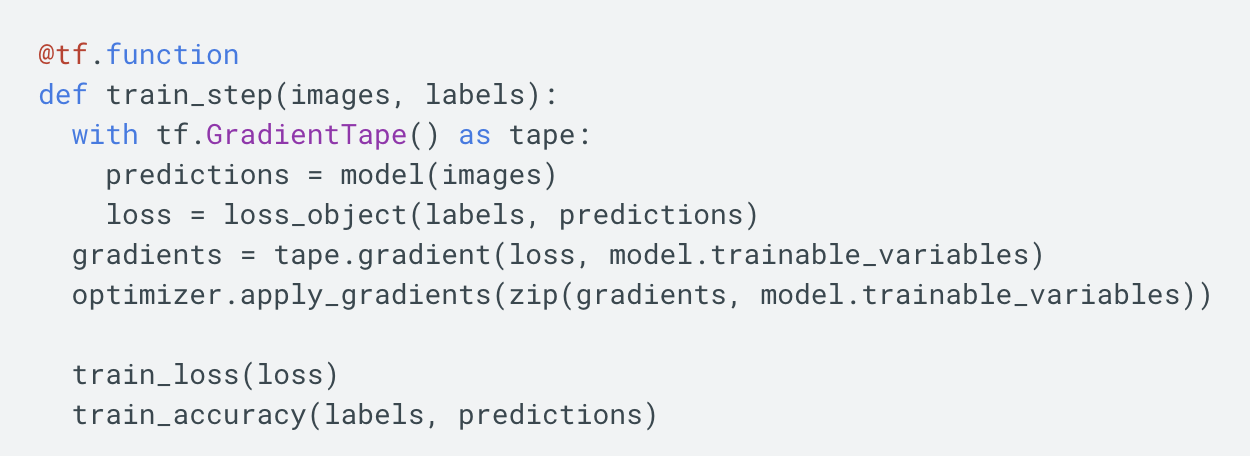 @tf.function
def train_step(images, labels):
  with tf.GradientTape() as tape:
    predictions = model(images)
    loss = loss_object(labels, predictions)
  gradients = tape.gradient(loss, model.trainable_variables)
  optimizer.apply_gradients(zip(gradients, model.trainable_variables))

  train_loss(loss)
  train_accuracy(labels, predictions)